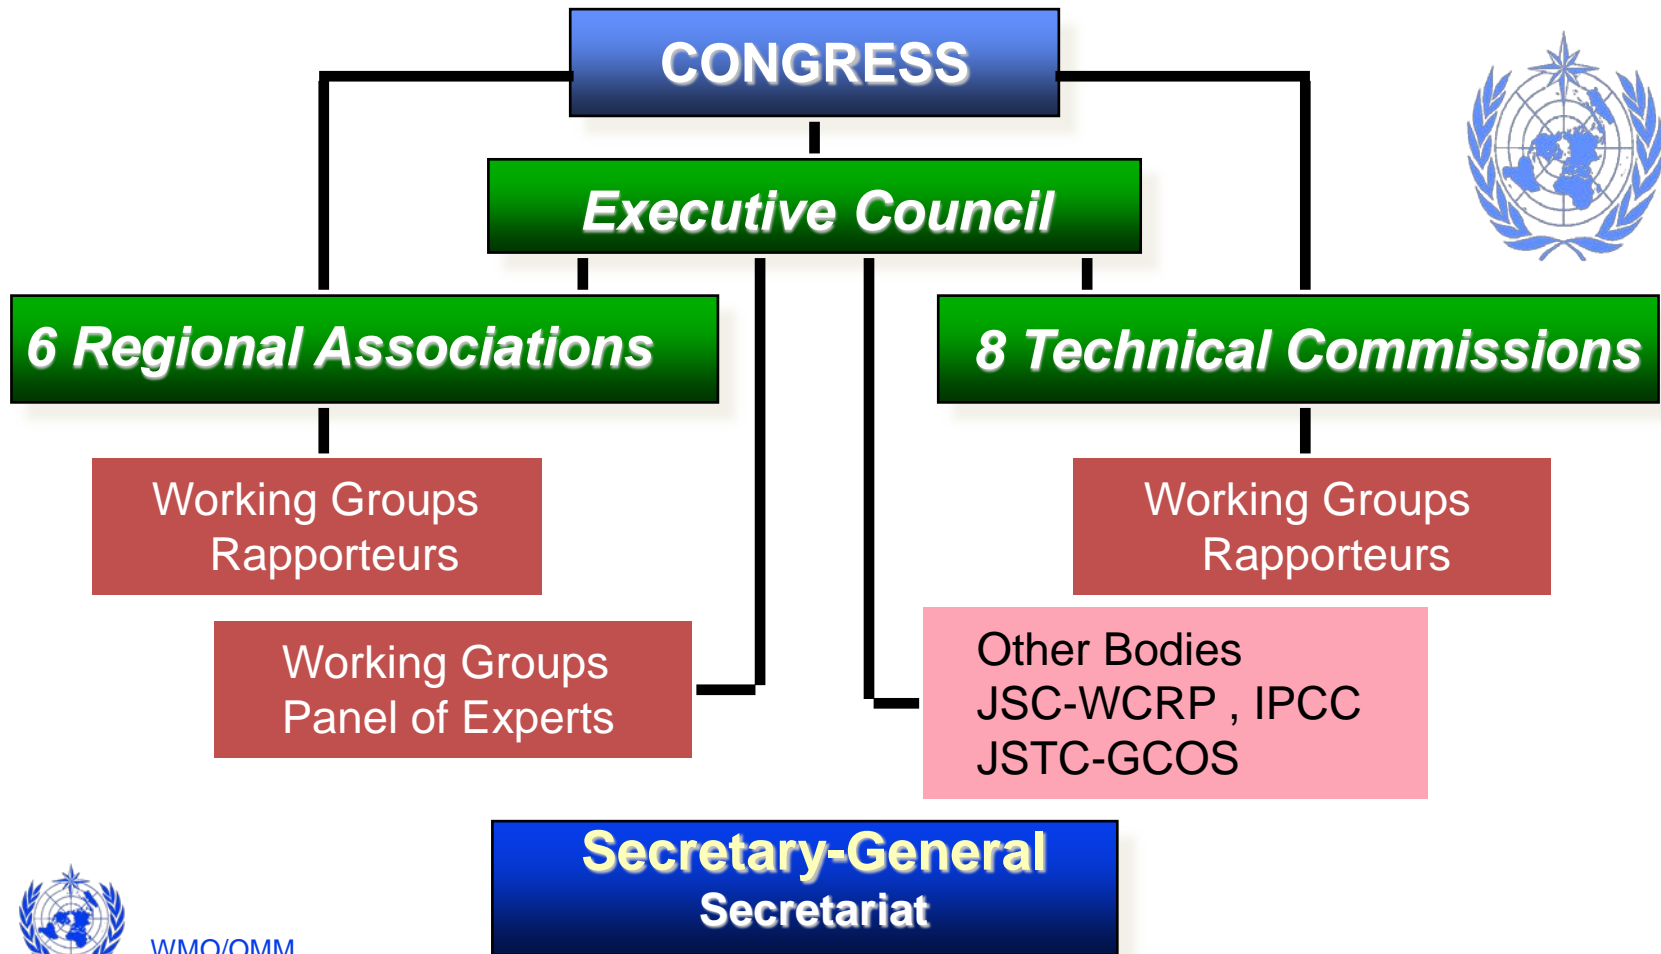 CONGRESS
Executive Council
6 Regional Associations
8 Technical Commissions
Working Groups
Rapporteurs
Working Groups
Rapporteurs
Working Groups
Panel of Experts
Other Bodies
JSC-WCRP , IPCC
JSTC-GCOS
Secretary-General
Secretariat
WMO/OMM